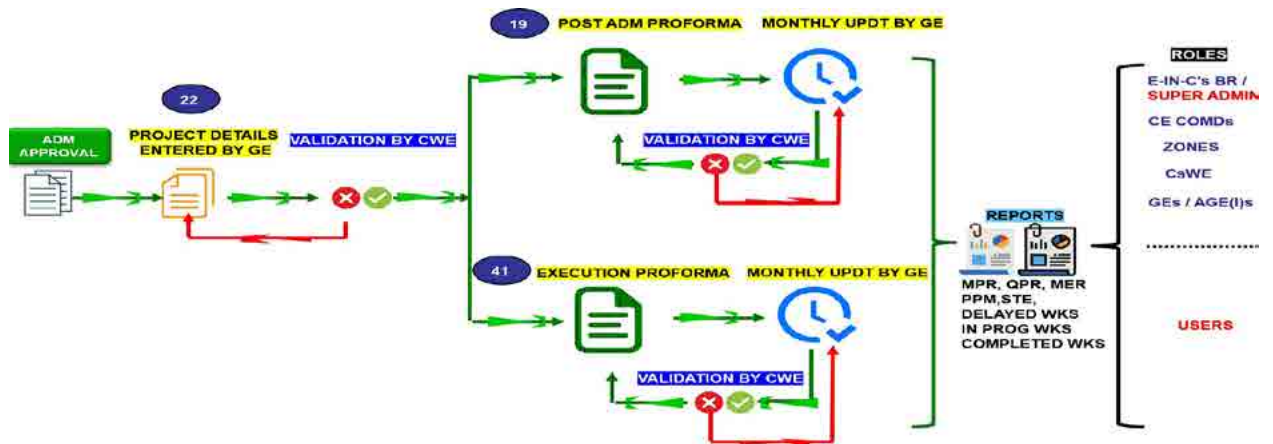 ADM
APPROVAL
22
PROJECT DETAILS
ENTERED BY GE
VALIDATION BY CWE
19
POST ADM PROFORMA
MONTHLY UPDT BY GE
VALIDATION BY CWE
41
EXECUTION PROFORMA
MONTHLY UPDT BY GE
VALIDATION BY CWE
REPORTS
MPR, QPR, MER
PPM,STE,
DELAYED WKS
IN PROG WKS
COMPLETED WKS
ROLES
E-IN-C's BR /
SUPER ADMIN
CE COMDs
ZONES
CsWE
GEs / AGE(I)s
USERS